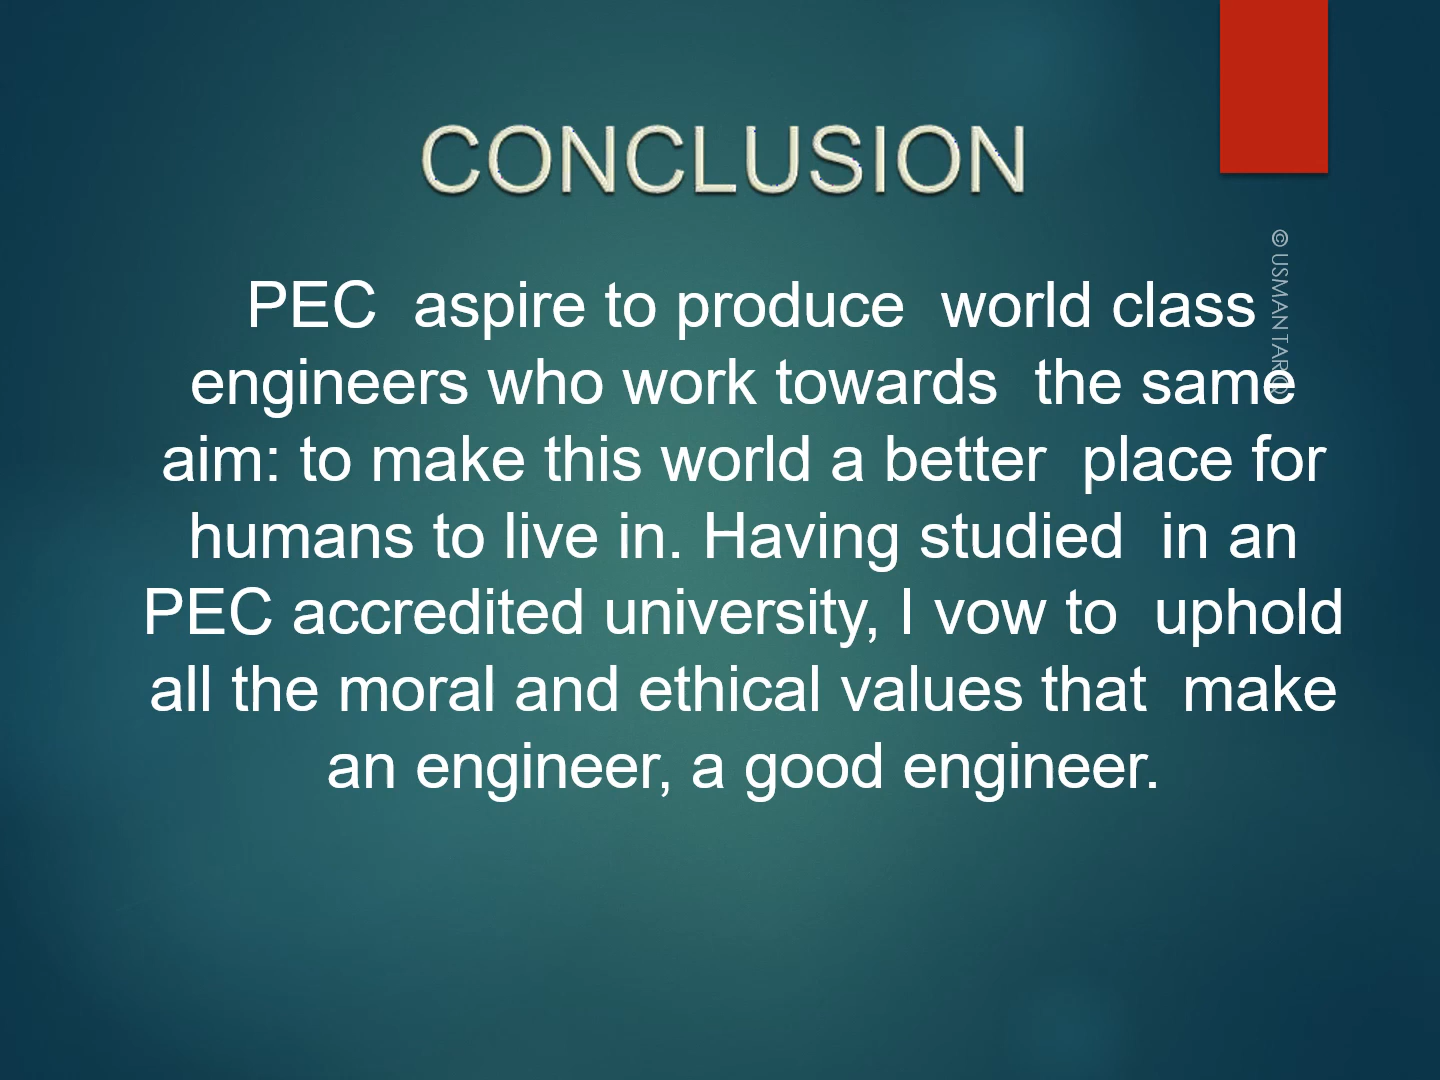 CONCLUSION
© USMAN TARIQ
PEC  aspire to produce  world class
engineers who work towards  the same
aim: to make this world a better  place for
humans to live in. Having studied  in an
PEC accredited university, I vow to  uphold
all the moral and ethical values that  make
an engineer, a good engineer.